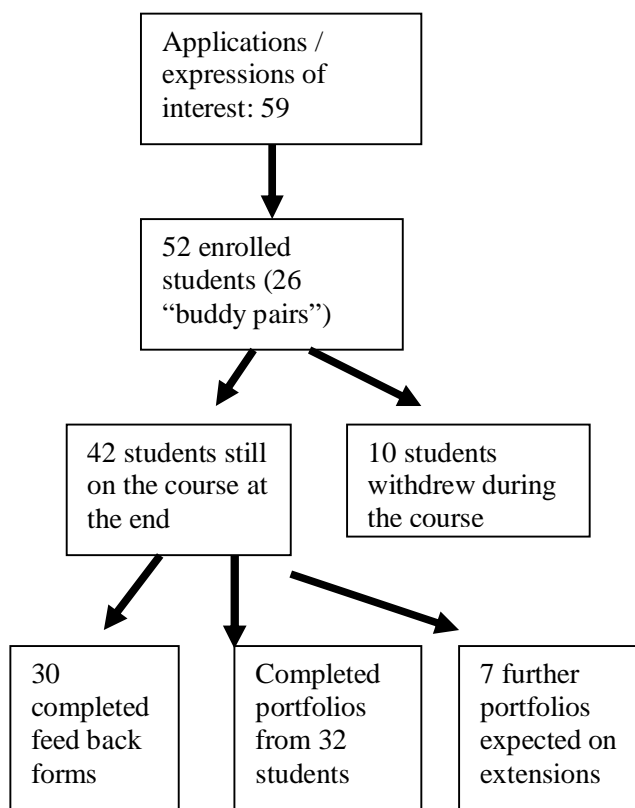 Applications /
expressions of
interest: 59
52 enrolled
students (26
“buddy pairs”)
42 students still
on the course at
the end
10 students
withdrew during
the course
30
completed
feed back
forms
Completed
portfolios
from 32
students
7 further
portfolios
expected on
extensions